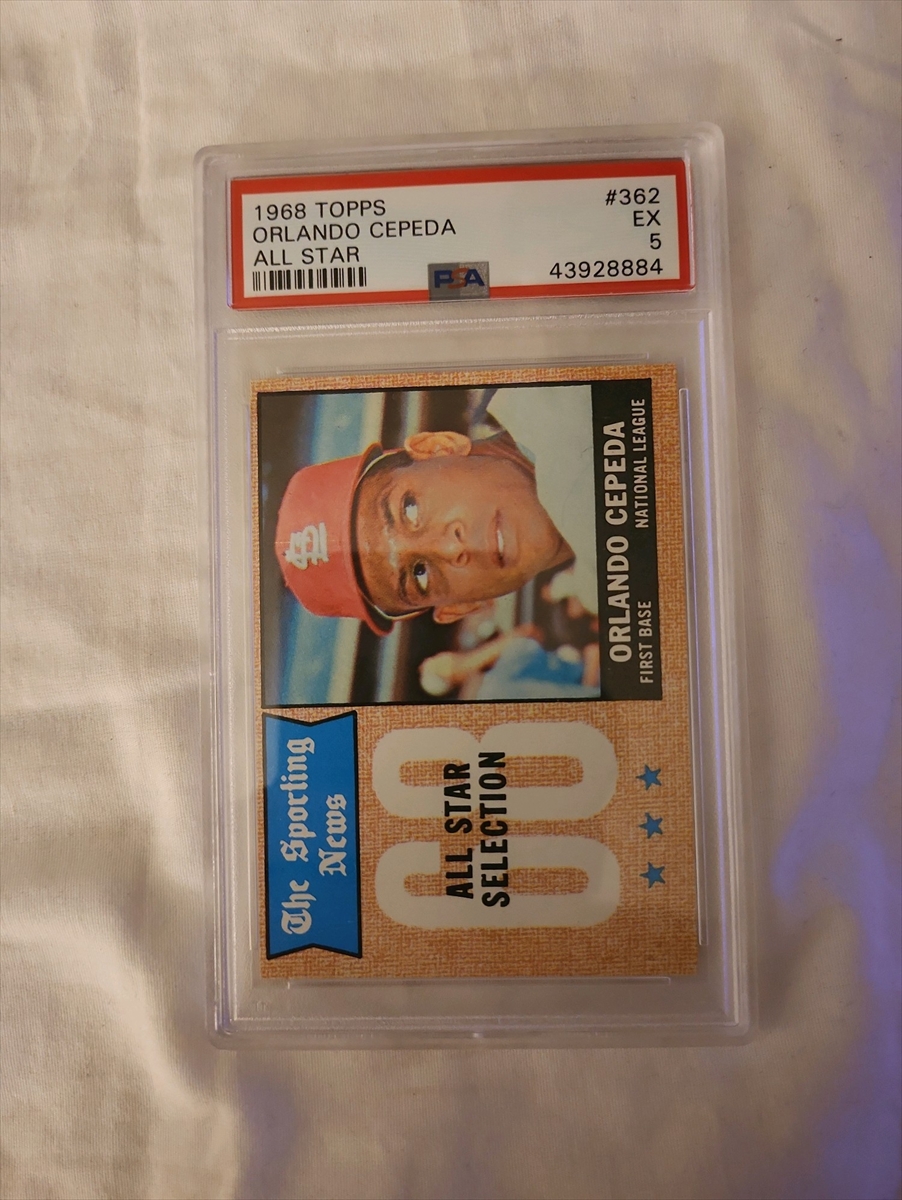 1968 TOPPS
ORLANDO CEPEDA
ALL STAR
#362
EX
5
43928884
PSA
The Sporting
News
68
ALL STAR
SELECTION
ORLANDO CEPEDA
FIRST BASE NATIONAL LEAGUE